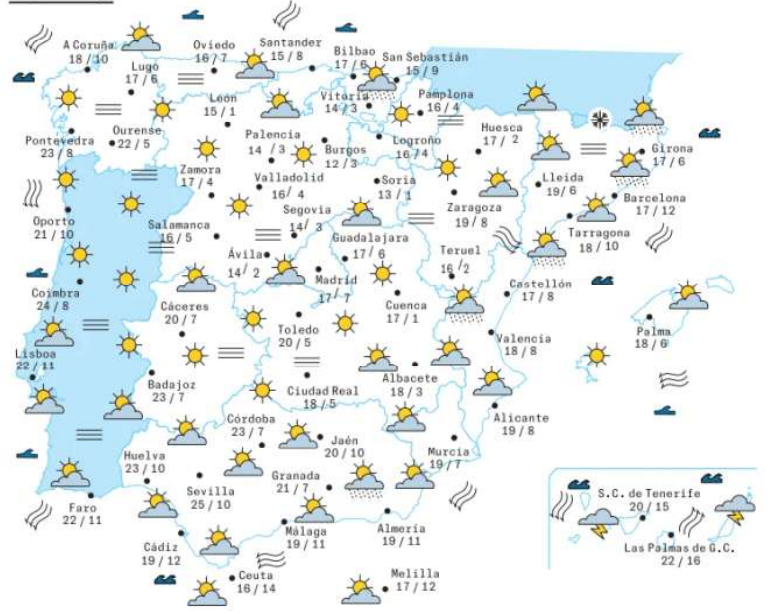 A Coruña
18 / 10
Lugo
17 / 6
Oviedo
16 / 7
Santander
15 / 8
Bilbao
17 / 6
San Sebastián
15 / 9
Vitoria
14 / 3
Pamplona
16 / 4
León
15 / 1
Pontevedra
23 / 8
Ourense
22 / 5
Palencia
14 / 3
Burgos
12 / 3
Logroño
16 / 4
Huesca
17 / 2
Girona
17 / 6
Zamora
17 / 4
Valladolid
16 / 4
Soria
13 / 1
Lleida
19 / 6
Barcelona
17 / 12
Zaragoza
19 / 8
Tarragona
18 / 10
Oporto
21 / 10
Salamanca
16 / 5
Segovia
14 / 3
Ávila
14 / 2
Guadalajara
17 / 6
Teruel
16 / 2
Madrid
17 / 7
Coimbra
24 / 8
Cáceres
20 / 7
Cuenca
17 / 1
Castellón
17 / 8
Toledo
20 / 5
Valencia
18 / 8
Palma
18 / 6
Lisboa
22 / 11
Badajoz
23 / 7
Ciudad Real
18 / 5
Albacete
18 / 3
Alicante
19 / 8
Córdoba
23 / 7
Jaén
20 / 10
Murcia
19 / 7
Huelva
23 / 10
Sevilla
25 / 10
Granada
21 / 7
Faro
22 / 11
Cádiz
19 / 12
Málaga
19 / 11
Almería
19 / 11
Ceuta
16 / 14
Melilla
17 / 12
S.C. de Tenerife
20 / 15
Las Palmas de G.C.
22 / 16